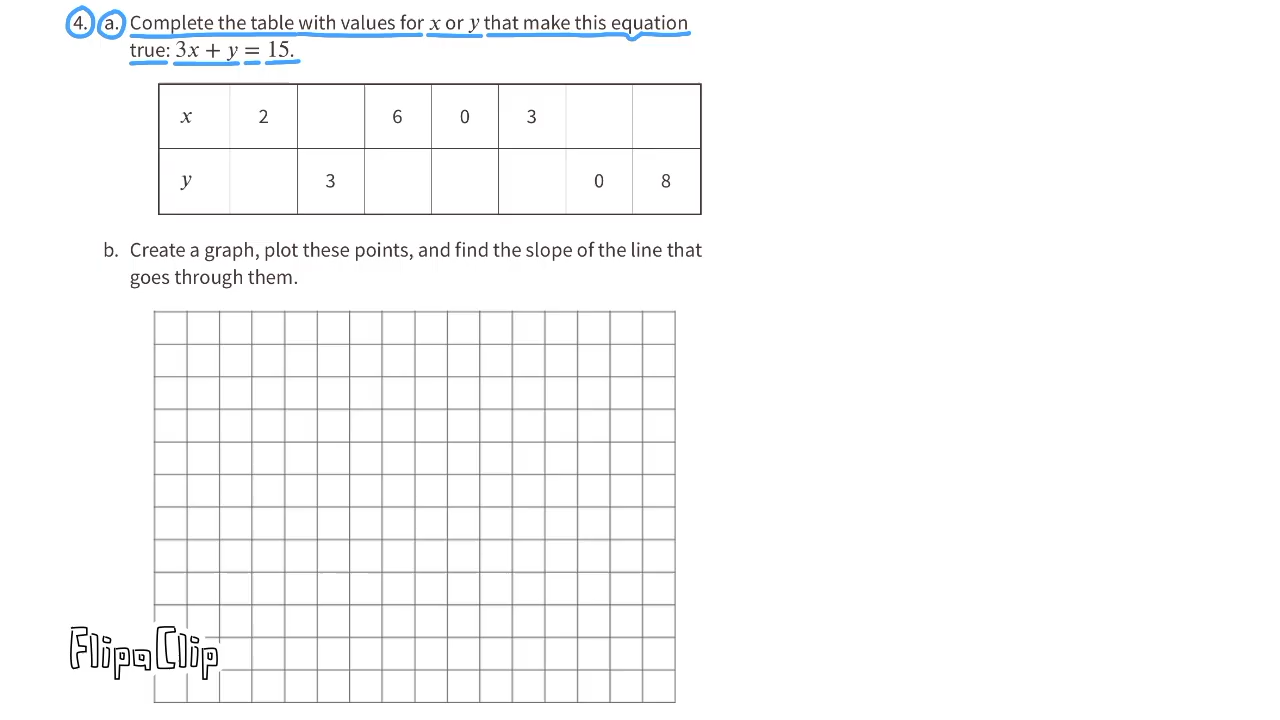 4. a. Complete the table with values for x or y that make this equation
true: 3x + y = 15.
x 2 6 0 3
y 3 0 8
b. Create a graph, plot these points, and find the slope of the line that
goes through them.
FlipaClip